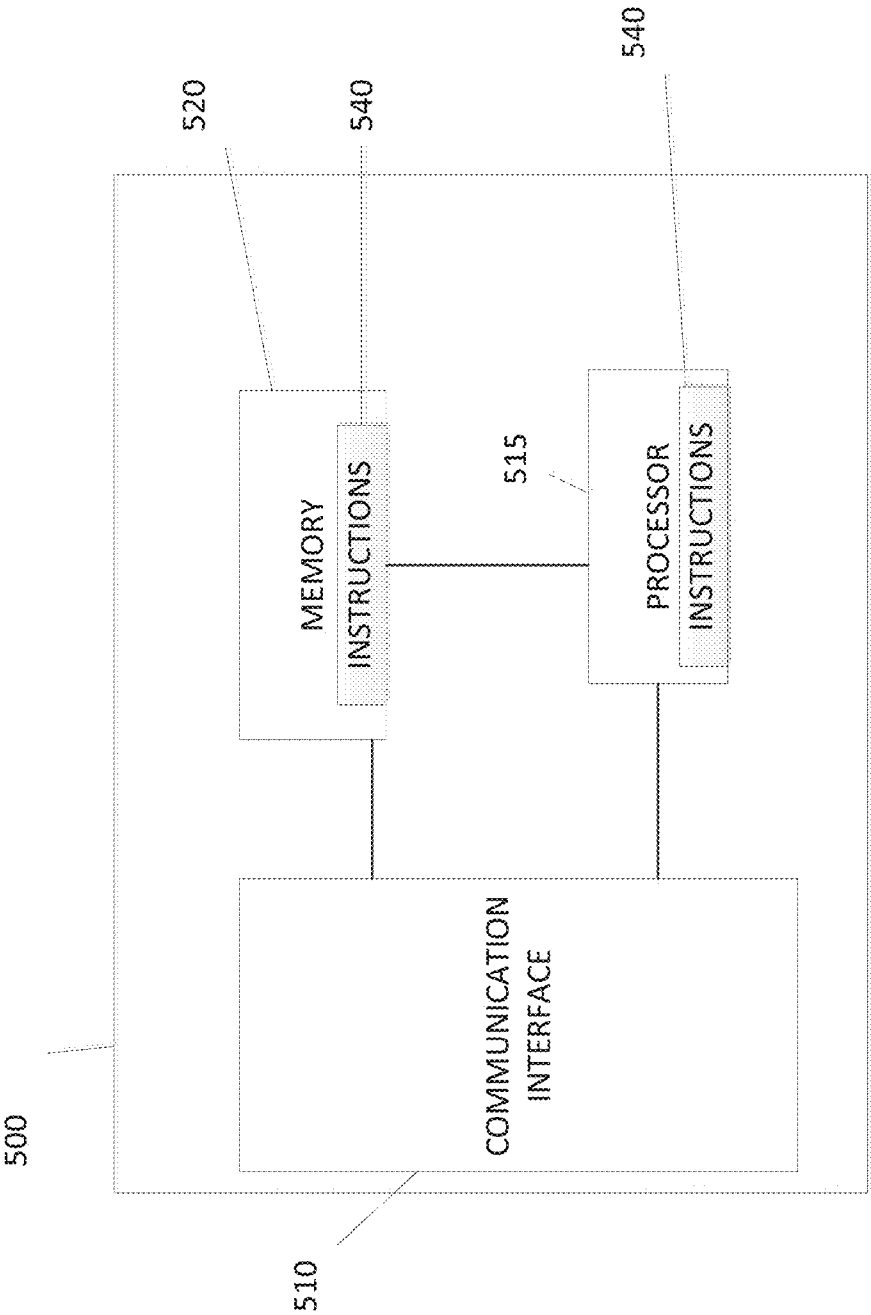 500
510
COMMUNICATION
INTERFACE
520
MEMORY
INSTRUCTIONS
540
515
PROCESSOR
INSTRUCTIONS
540